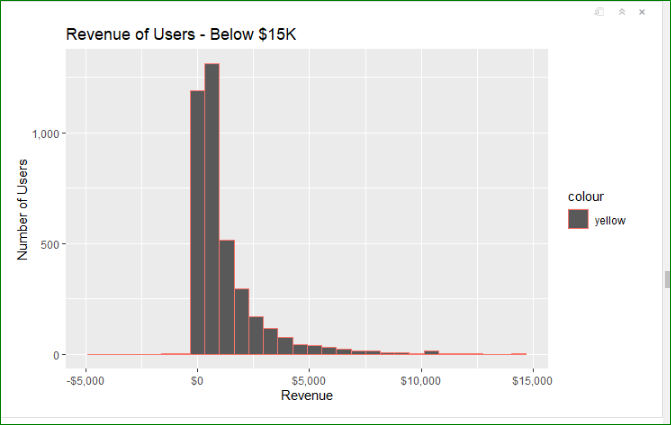 Revenue of Users - Below $15K
Number of Users
1,000
500
0
-$5,000 $0 $5,000 $10,000 $15,000
Revenue
colour
yellow